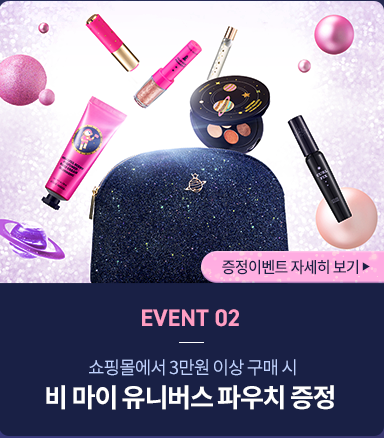 증정이벤트 자세히 보기 ▶
EVENT 02
쇼핑몰에서 3만원 이상 구매 시
비 마이 유니버스 파우치 증정